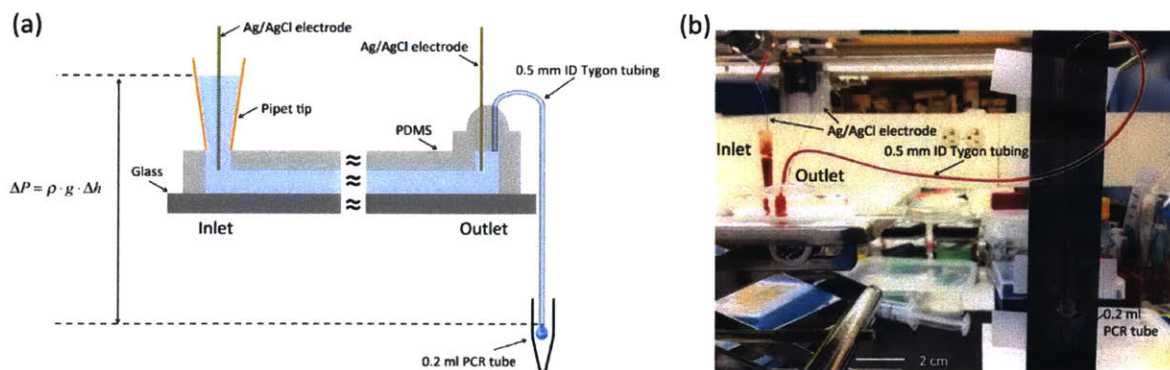 (a)
Ag/AgCl electrode
Ag/AgCl electrode
0.5 mm ID Tygon tubing
Pipet tip
PDMS
Glass
ΔP = ρ · g · Δh
Inlet
Outlet
0.2 ml PCR tube
(b)
Ag/AgCl electrode
Inlet
0.5 mm ID Tygon tubing
Outlet
0.2 ml
PCR tube
2 cm